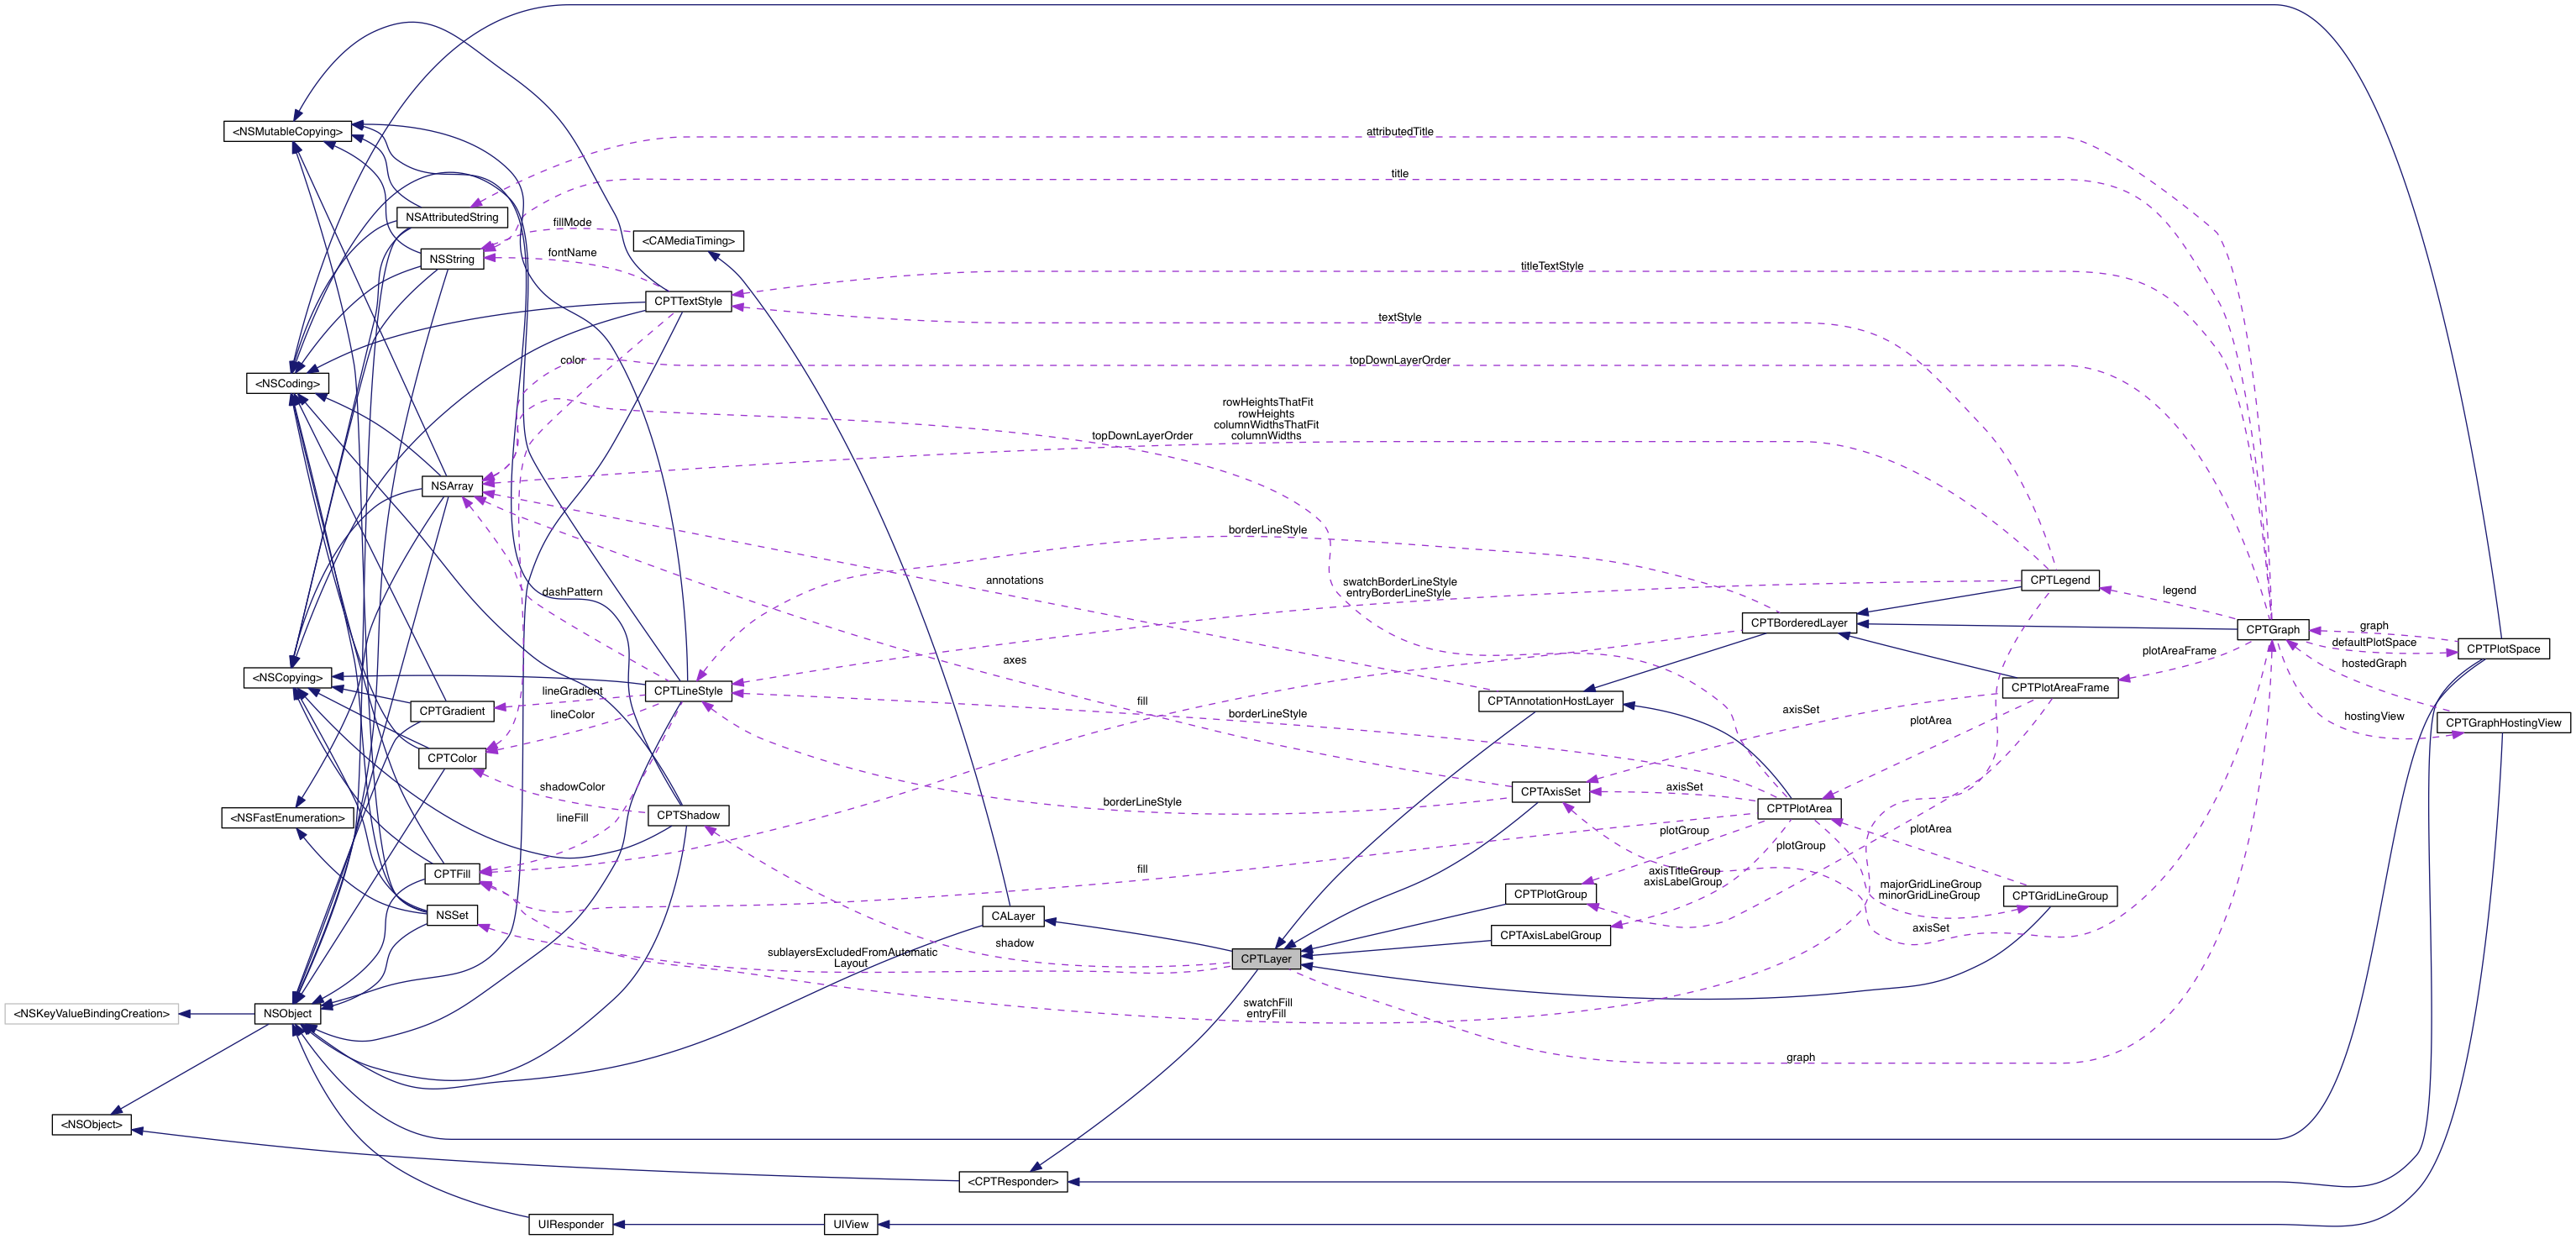 <NSMutableCopying>
attributedTitle
title
NSAttributedString
fillMode
<CAMediaTiming>
NSString
fontName
titleTextStyle
CPTTextStyle
textStyle
color
topDownLayerOrder
<NSCoding>
rowHeightsThatFit
rowHeights
columnWidthsThatFit
columnWidths
topDownLayerOrder
NSArray
borderLineStyle
dashPattern
annotations
swatchBorderLineStyle
entryBorderLineStyle
CPTLegend
legend
CPTBorderedLayer
CPTGraph
graph
defaultPlotSpace
CPTPlotSpace
hostedGraph
plotAreaFrame
axes
<NSCopying>
CPTLineStyle
lineGradient
CPTGradient
lineColor
fill
CPTAnnotationHostLayer
borderLineStyle
axisSet
CPTPlotAreaFrame
plotArea
hostingView
CPTGraphHostingView
CPTColor
shadowColor
CPTAxisSet
axisSet
borderLineStyle
CPTPlotArea
<NSFastEnumeration>
lineFill
CPTShadow
plotGroup
plotArea
plotGroup
CPTFill
fill
axisTitleGroup
axisLabelGroup
majorGridLineGroup
minorGridLineGroup
CPTPlotGroup
CPTGridLineGroup
NSSet
CALayer
CPTAxisLabelGroup
axisSet
shadow
sublayersExcludedFromAutomatic
Layout
CPTLayer
<NSKeyValueBindingCreation>
NSObject
swatchFill
entryFill
graph
<NSObject>
<CPTResponder>
UIResponder
UIView